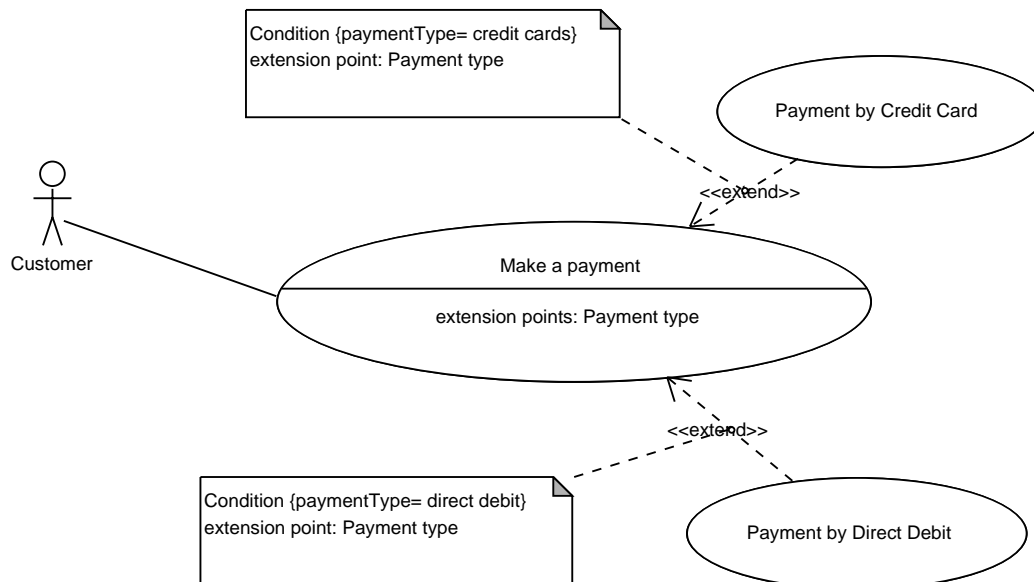 Condition {paymentType= credit cards}
extension point: Payment type
Payment by Credit Card
<<extend>>
Customer
Make a payment
extension points: Payment type
<<extend>>
Condition {paymentType= direct debit}
extension point: Payment type
Payment by Direct Debit